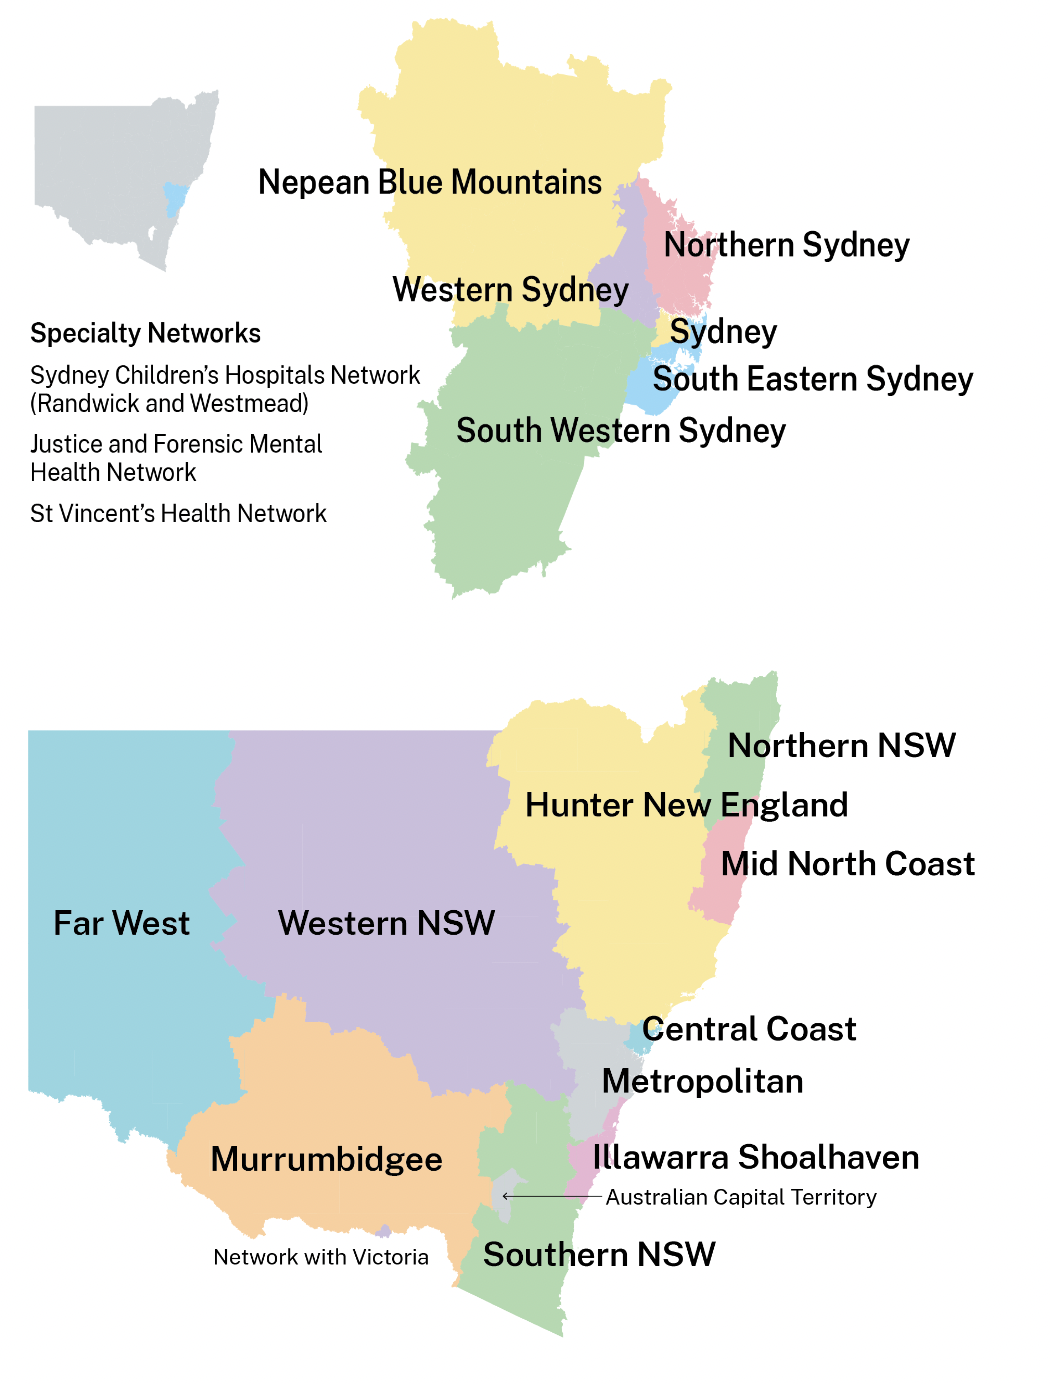 Nepean Blue Mountains
Northern Sydney
Western Sydney
Sydney
South Eastern Sydney
South Western Sydney
Specialty Networks
Sydney Children’s Hospitals Network
(Randwick and Westmead)
Justice and Forensic Mental
Health Network
St Vincent’s Health Network
Northern NSW
Hunter New England
Mid North Coast
Far West
Western NSW
Central Coast
Metropolitan
Murrumbidgee
Illawarra Shoalhaven
Australian Capital Territory
Network with Victoria
Southern NSW